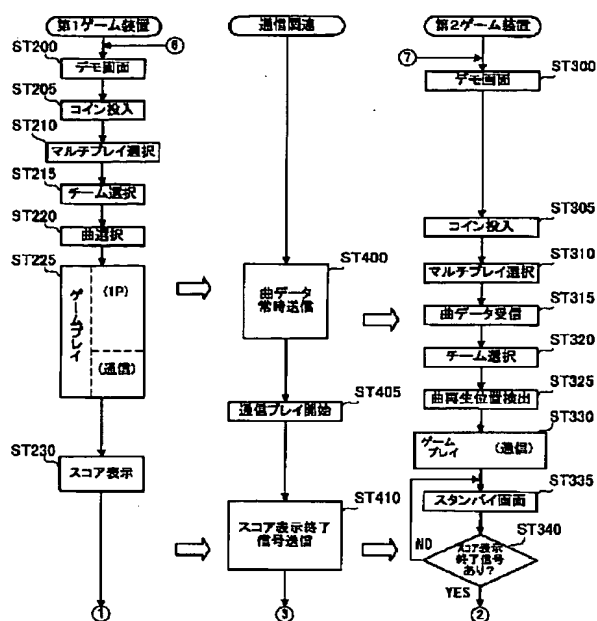 第1ゲーム装置
⑥
ST200
デモ画面
ST205
コイン投入
ST210
マルチプレイ選択
ST215
チーム選択
ST220
曲選択
ST225
ゲームプレイ
(1P)
(通信)
ST230
スコア表示
①
通信関連
ST400
曲データ
常時送信
ST405
通信プレイ開始
ST410
スコア表示終了
信号送信
③
第2ゲーム装置
⑦
ST300
デモ画面
ST305
コイン投入
ST310
マルチプレイ選択
ST315
曲データ受信
ST320
チーム選択
ST325
曲再生位置検出
ST330
ゲーム
プレイ
(通信)
ST335
スタンバイ画面
ST340
スコア表示
終了信号
あり?
NO
YES
②